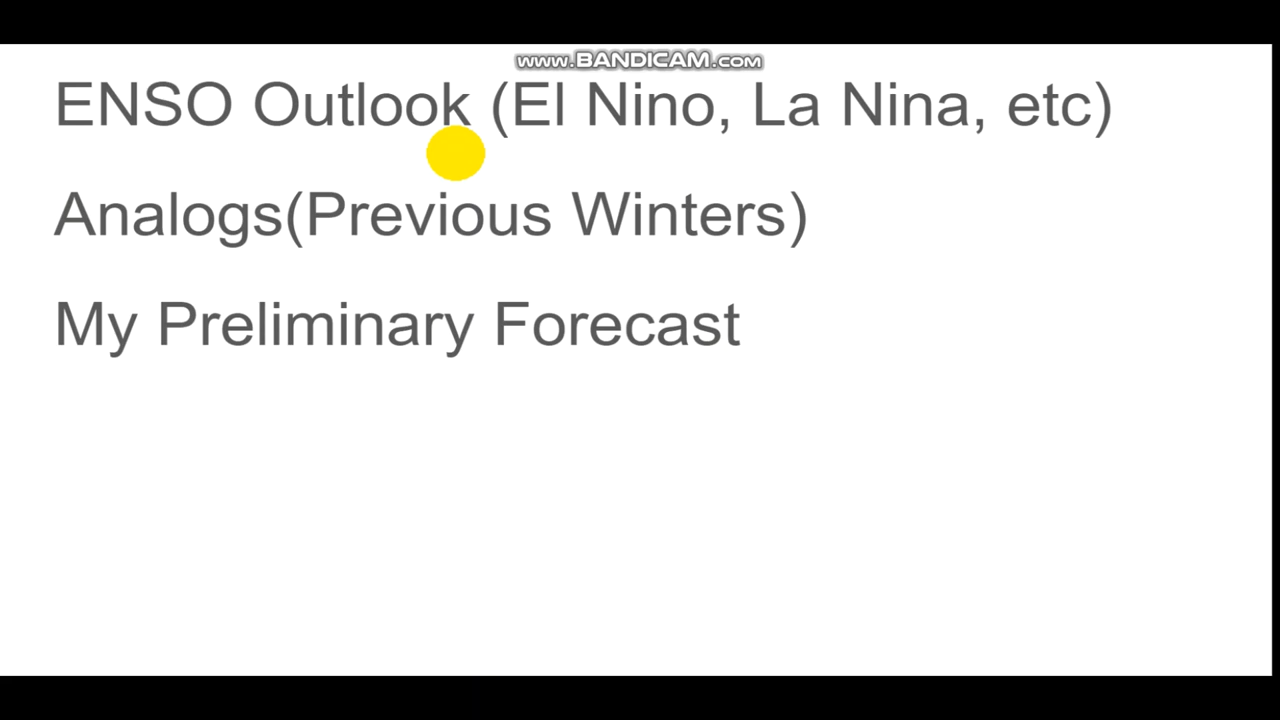 www.BANDICAM.com
ENSO Outlook (El Nino, La Nina, etc)
Analogs(Previous Winters)
My Preliminary Forecast